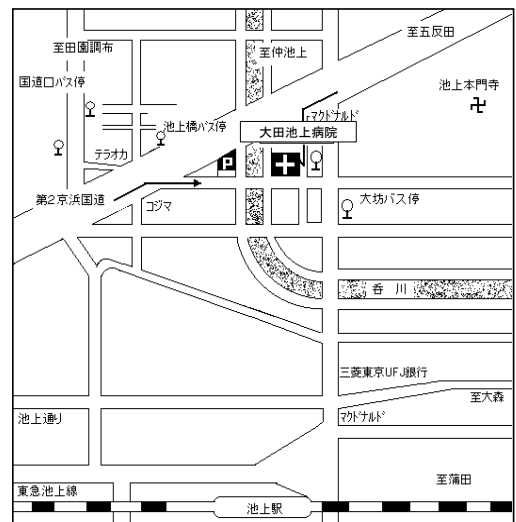 至五反田
至田園調布
至仲池上
国道口バス停
池上本門寺
マクドナルド
池上橋バス停
大田池上病院
テラオカ
P
第2京浜国道
コジマ
大坊バス停
呑 川
三菱東京UFJ銀行
至大森
池上通り
マクドナルド
至蒲田
東急池上線
池上駅